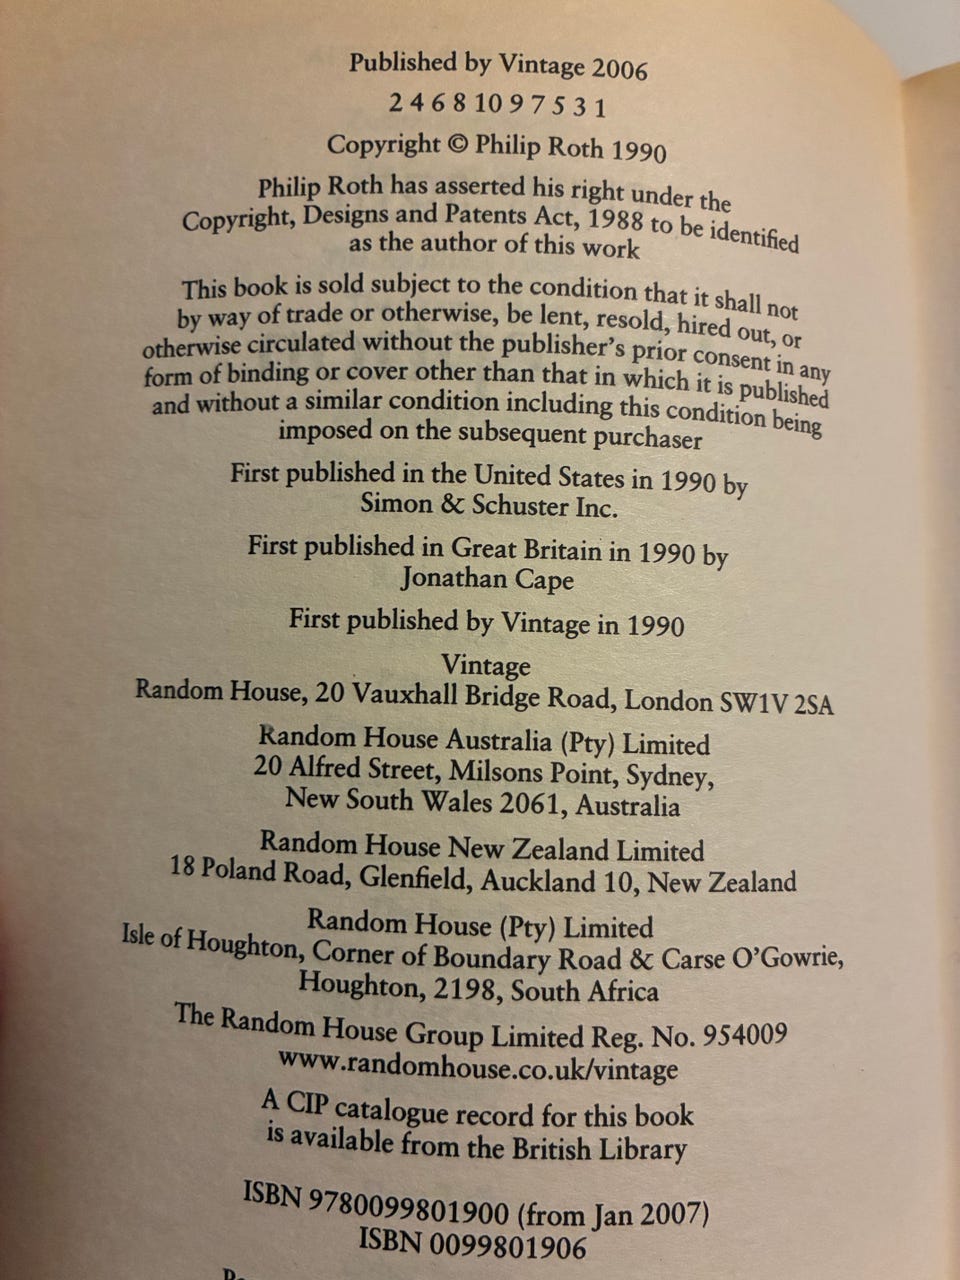 Published by Vintage 2006
2 4 6 8 10 9 7 5 3 1
Copyright © Philip Roth 1990
Philip Roth has asserted his right under the
Copyright, Designs and Patents Act, 1988 to be identified
as the author of this work
This book is sold subject to the condition that it shall not
by way of trade or otherwise, be lent, resold, hired out, or
otherwise circulated without the publisher's prior consent in any
form of binding or cover other than that in which it is published
and without a similar condition including this condition being
imposed on the subsequent purchaser
First published in the United States in 1990 by
Simon & Schuster Inc.
First published in Great Britain in 1990 by
Jonathan Cape
First published by Vintage in 1990
Vintage
Random House, 20 Vauxhall Bridge Road, London SW1V 2SA
Random House Australia (Pty) Limited
20 Alfred Street, Milsons Point, Sydney,
New South Wales 2061, Australia
Random House New Zealand Limited
18 Poland Road, Glenfield, Auckland 10, New Zealand
Random House (Pty) Limited
Isle of Houghton, Corner of Boundary Road & Carse O'Gowrie,
Houghton, 2198, South Africa
The Random House Group Limited Reg. No. 954009
www.randomhouse.co.uk/vintage
A CIP catalogue record for this book
is available from the British Library
ISBN 9780099801900 (from Jan 2007)
ISBN 0099801906